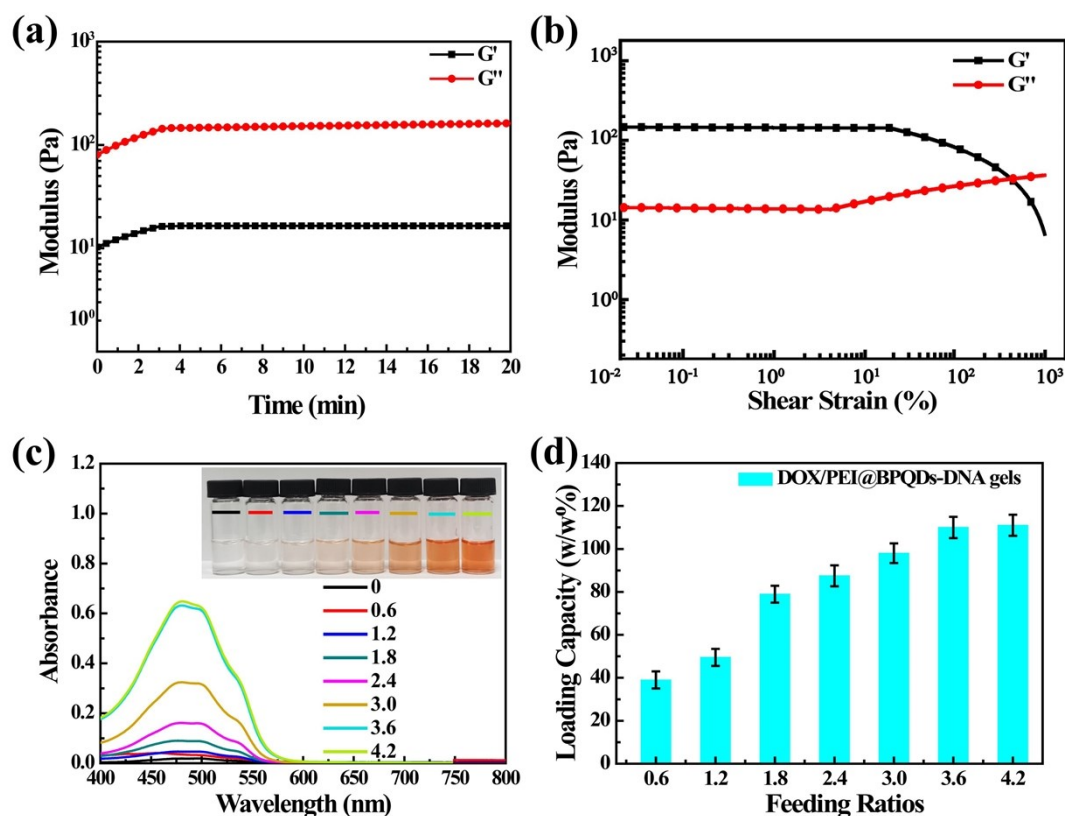 (a)
10³
10²
10¹
10⁰
Modulus (Pa)
G'
G''
0 2 4 6 8 10 12 14 16 18 20
Time (min)
(b)
10³
10²
10¹
10⁰
Modulus (Pa)
G'
G''
10⁻² 10⁻¹ 10⁰ 10¹ 10² 10³
Shear Strain (%)
(c)
1.2
1.0
0.8
0.6
0.4
0.2
0.0
Absorbance
0
0.6
1.2
1.8
2.4
3.0
3.6
4.2
400 450 500 550 600 650 700 750 800
Wavelength (nm)
(d)
140
120
100
80
60
40
20
0
Loading Capacity (w/w%)
DOX/PEI@BPQDs-DNA gels
0.6 1.2 1.8 2.4 3.0 3.6 4.2
Feeding Ratios